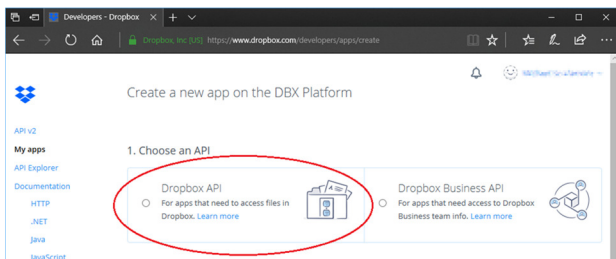 Developers - Dropbox
Dropbox, Inc [US] https://www.dropbox.com/developers/apps/create
Create a new app on the DBX Platform
API v2
My apps
API Explorer
Documentation
HTTP
.NET
Java
JavaScript
1. Choose an API
Dropbox API
For apps that need to access files in
Dropbox. Learn more
Dropbox Business API
For apps that need access to Dropbox
Business team info. Learn more